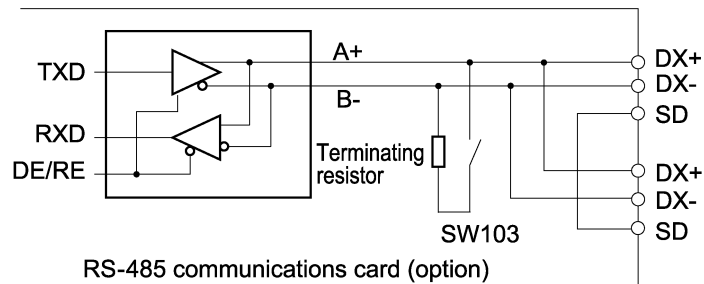 A+
DX+
TXD
DX-
B-
SD
RXD
Terminating
resistor
DE/RE
DX+
DX-
SW103
SD
RS-485 communications card (option)